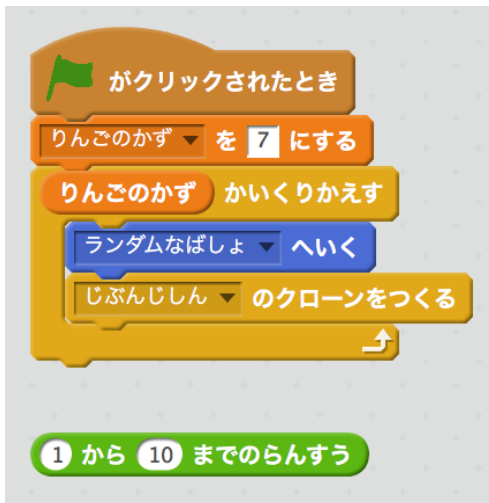 がクリックされたとき
りんごのかず を 7 にする
りんごのかず かいくりかえす
ランダムなばしょ へいく
じぶんじしん のクローンをつくる
1 から 10 までのらんすう